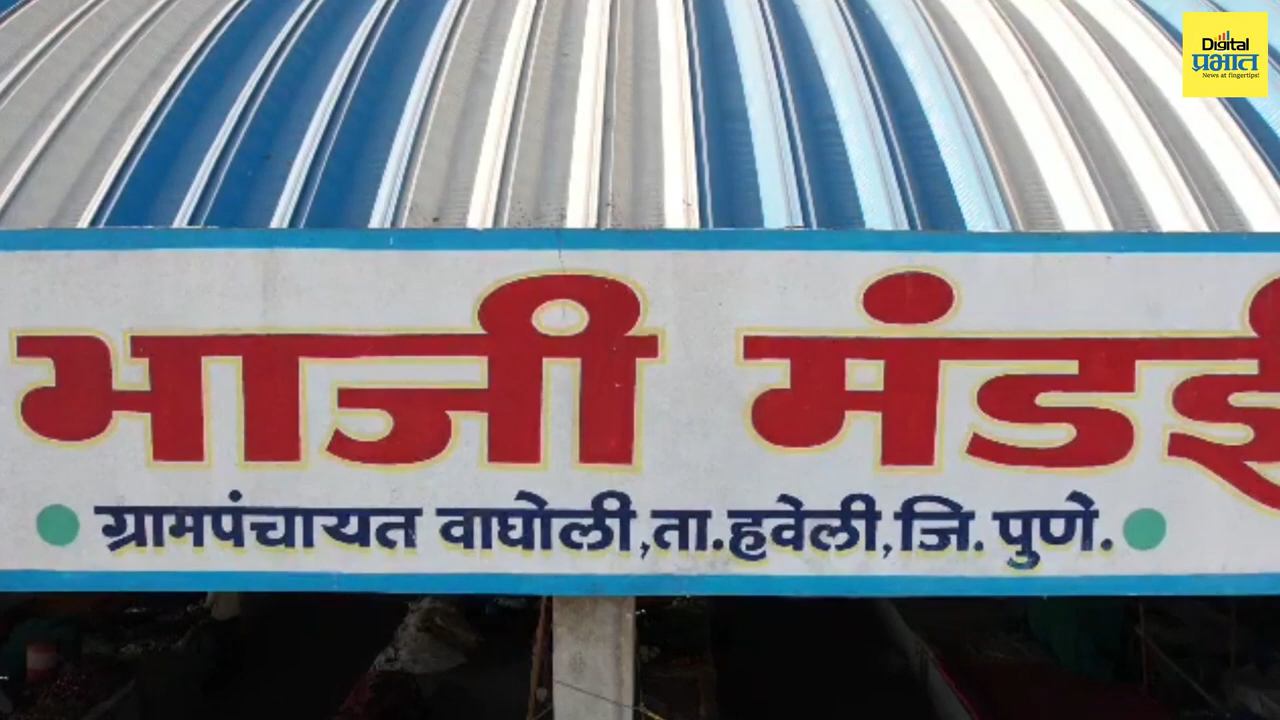 Digital
प्रभात
News at fingertips!
भाजी मंडई
ग्रामपंचायत वाघोली,ता.हवेली,जि. पुणे.